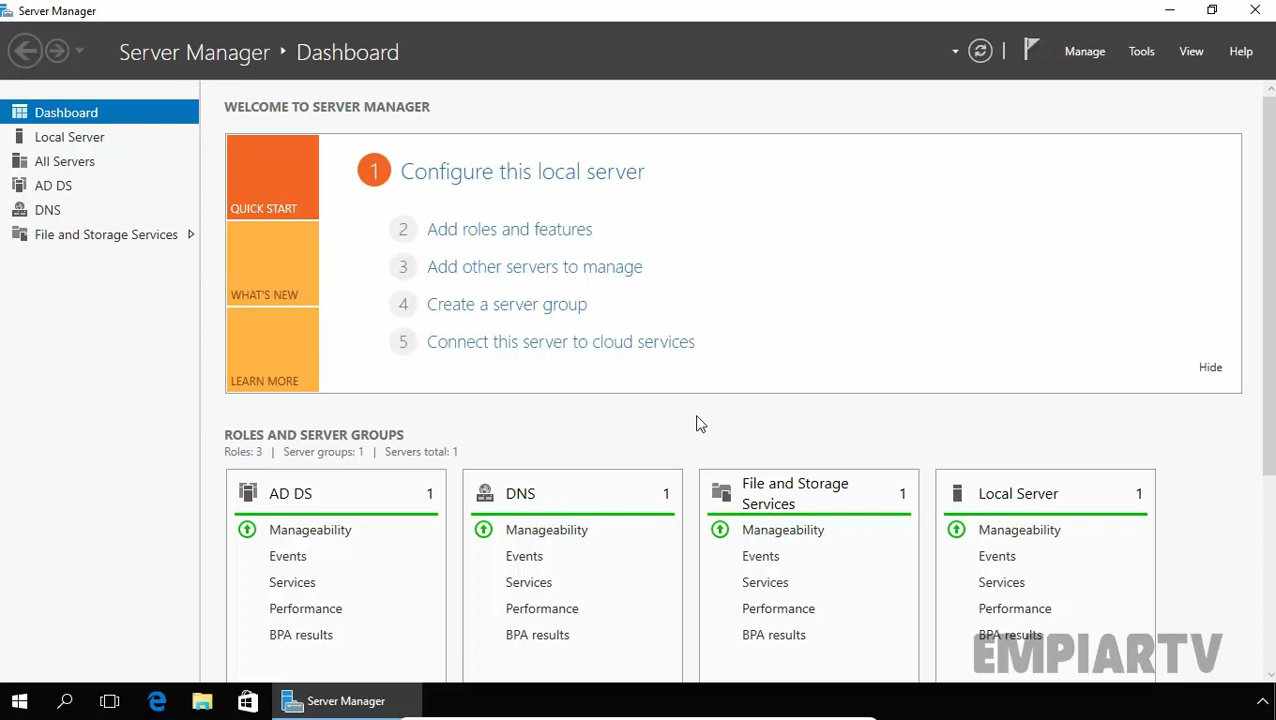 Server Manager
Server Manager ‣ Dashboard
Manage Tools View Help
Dashboard
Local Server
All Servers
AD DS
DNS
File and Storage Services
WELCOME TO SERVER MANAGER
QUICK START
WHAT'S NEW
LEARN MORE
1 Configure this local server
2 Add roles and features
3 Add other servers to manage
4 Create a server group
5 Connect this server to cloud services
Hide
ROLES AND SERVER GROUPS
Roles: 3 | Server groups: 1 | Servers total: 1
AD DS 1
Manageability
Events
Services
Performance
BPA results
DNS 1
Manageability
Events
Services
Performance
BPA results
File and Storage
Services 1
Manageability
Events
Services
Performance
BPA results
Local Server 1
Manageability
Events
Services
Performance
BPA results
EMPIARTV
Server Manager